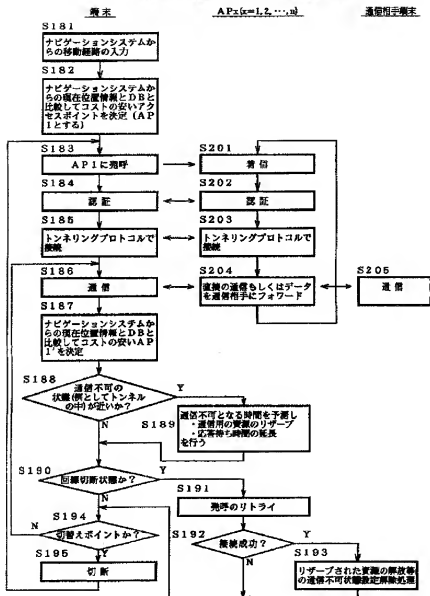 端末
APx(x=1,2,…,n)
通信相手端末
S181
ナビゲーションシステムか
らの移動経路の入力
S182
ナビゲーションシステムか
らの現在位置情報とDBと
比較してコストの安いアク
セスポイントを決定(AP
1とする)
S183
AP1に発呼
S201
着信
S184
認証
S202
認証
S185
トンネリングプロトコルで
接続
S203
トンネリングプロトコルで
接続
S186
通信
S204
直接の通信もしくはデータ
を通信相手にフォワード
S205
通信
S187
ナビゲーションシステムか
らの現在位置情報とDBと
比較してコストの安いAP
1'を決定
S188
通信不可の
状態(例としてトンネル
の中)が近いか?
Y
N
S189
通信不可となる時間を予測し
・通信用の資源のリザーブ
・応答待ち時間の延長
を行う
S190
回線切断状態か?
Y
N
S191
発呼のリトライ
S194
切替えポイントか?
N
Y
S192
接続成功?
Y
N
S195
切断
S193
リザーブされた資源の解放等
の通信不可状態設定解除処理